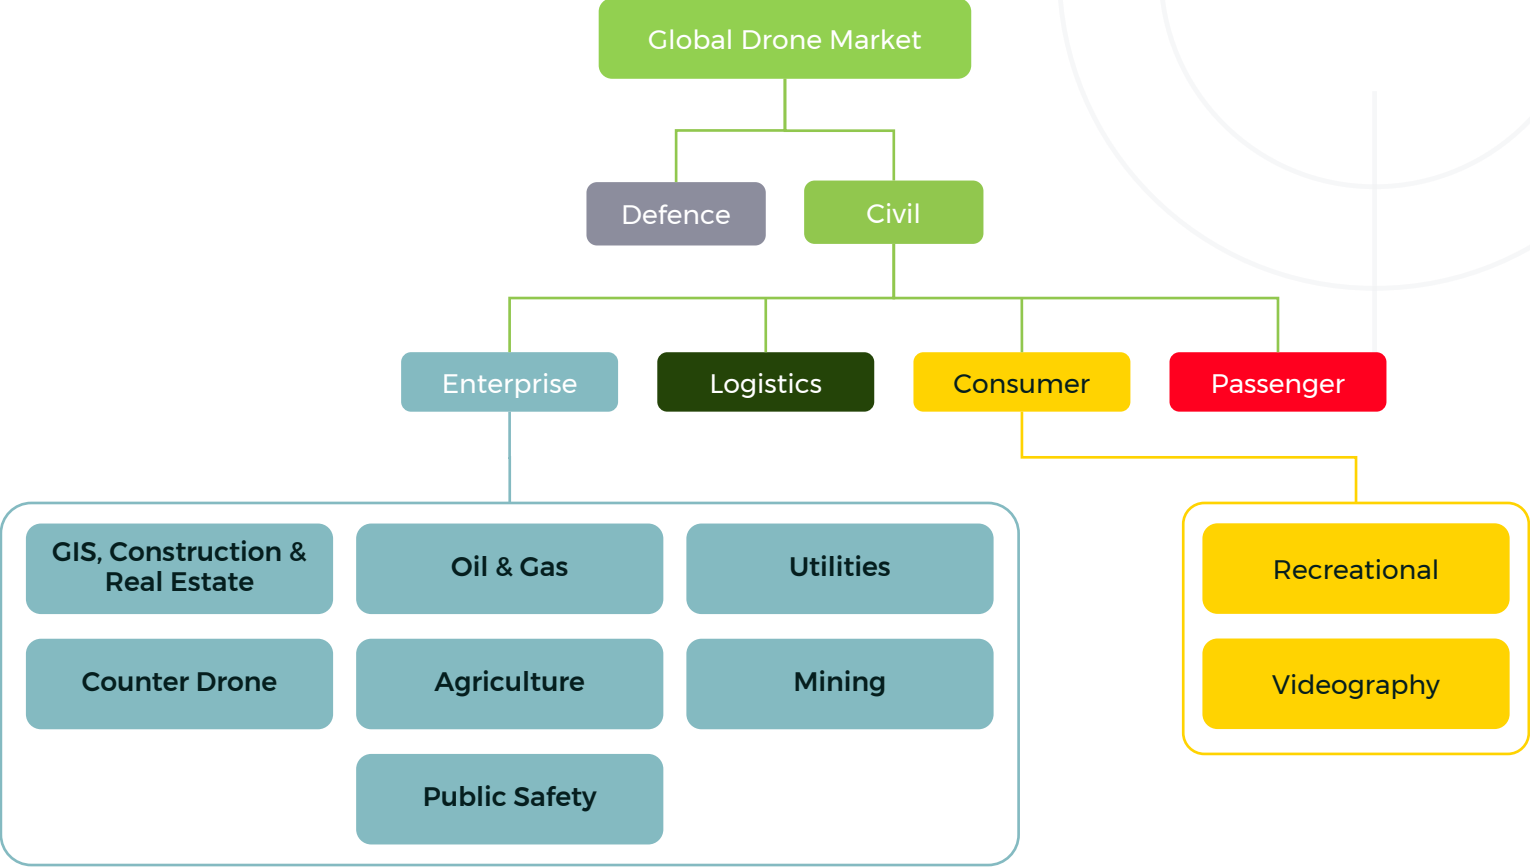 Global Drone Market
Defence
Civil
Enterprise
Logistics
Consumer
Passenger
GIS, Construction &
Real Estate
Oil & Gas
Utilities
Recreational
Counter Drone
Agriculture
Mining
Videography
Public Safety